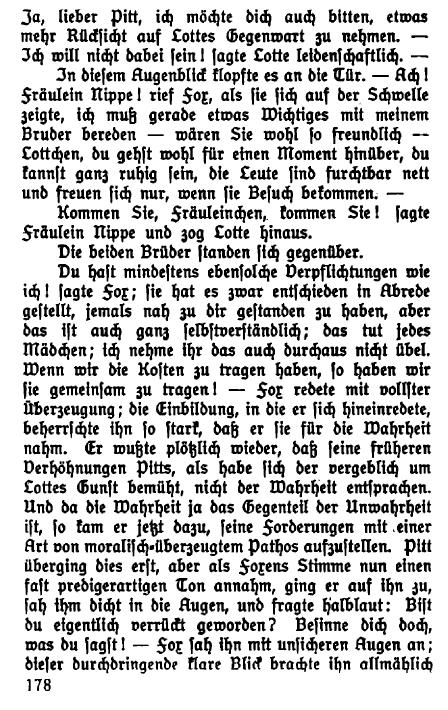 Ja, lieber Pitt, ich möchte dich auch bitten, etwas
mehr Rücksicht auf Lottes Gegenwart zu nehmen. —
Ich will nicht dabei sein! sagte Lotte leidenschaftlich. —
In diesem Augenblick klopfte es an die Tür. — Ach!
Fräulein Nippe! rief Fox, als sie sich auf der Schwelle
zeigte, ich muß gerade etwas Wichtiges mit meinem
Bruder bereden — wären Sie wohl so freundlich —
Lottchen, du gehst wohl für einen Moment hinüber, du
kannst ganz ruhig sein, die Leute sind furchtbar nett
und freuen sich nur, wenn sie Besuch bekommen. —
Kommen Sie, Fräuleinchen, kommen Sie! sagte
Fräulein Nippe und zog Lotte hinaus.
Die beiden Brüder standen sich gegenüber.
Du hast mindestens ebensolche Verpflichtungen wie
ich! sagte Fox; sie hat es zwar entschieden in Abrede
gestellt, jemals nah zu dir gestanden zu haben, aber
das ist auch ganz selbstverständlich; das tut jedes
Mädchen; ich nehme ihr das auch durchaus nicht übel.
Wenn wir die Kosten zu tragen haben, so haben wir
sie gemeinsam zu tragen! — Fox redete mit vollster
Überzeugung; die Einbildung, in die er sich hineinredete,
beherrschte ihn so stark, daß er sie für die Wahrheit
nahm. Er wußte plötzlich wieder, daß seine früheren
Verhöhnungen Pitts, als habe sich der vergeblich um
Lottes Gunst bemüht, nicht der Wahrheit entsprachen.
Und da die Wahrheit ja das Gegenteil der Unwahrheit
ist, so kam er jetzt dazu, seine Forderungen mit einer
Art von moralisch-überzeugtem Pathos aufzustellen. Pitt
überging dies erst, aber als Foxens Stimme nun einen
fast predigerartigen Ton annahm, ging er auf ihn zu,
sah ihm dicht in die Augen, und fragte halblaut: Bist
du eigentlich verrückt geworden? Besinne dich doch,
was du sagst! — Fox sah ihn mit unsicheren Augen an;
dieser durchdringende klare Blick brachte ihn allmählich
178